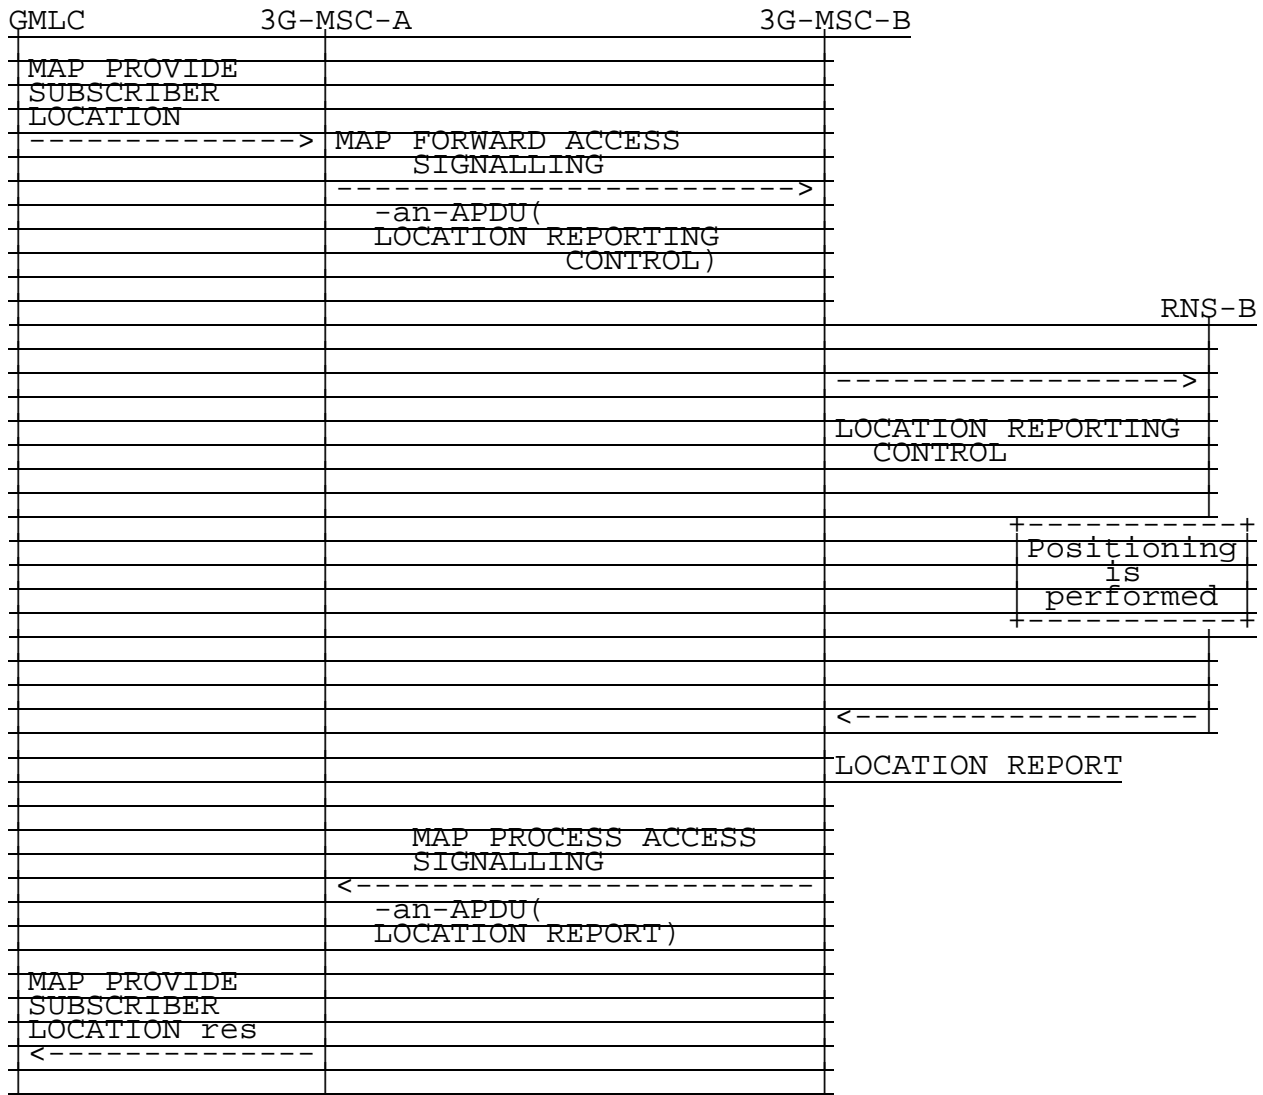 GMLC 3G-MSC-A 3G-MSC-B
MAP PROVIDE
SUBSCRIBER
LOCATION
--------------> MAP FORWARD ACCESS
SIGNALLING
------------------------>
-an-APDU(
LOCATION REPORTING
CONTROL)
RNS-B
------------------>
LOCATION REPORTING
CONTROL
+-----------+
|Positioning|
is
performed
+-----------+
<------------------
LOCATION REPORT
MAP PROCESS ACCESS
SIGNALLING
<------------------------
-an-APDU(
LOCATION REPORT)
MAP PROVIDE
SUBSCRIBER
LOCATION res
<--------------